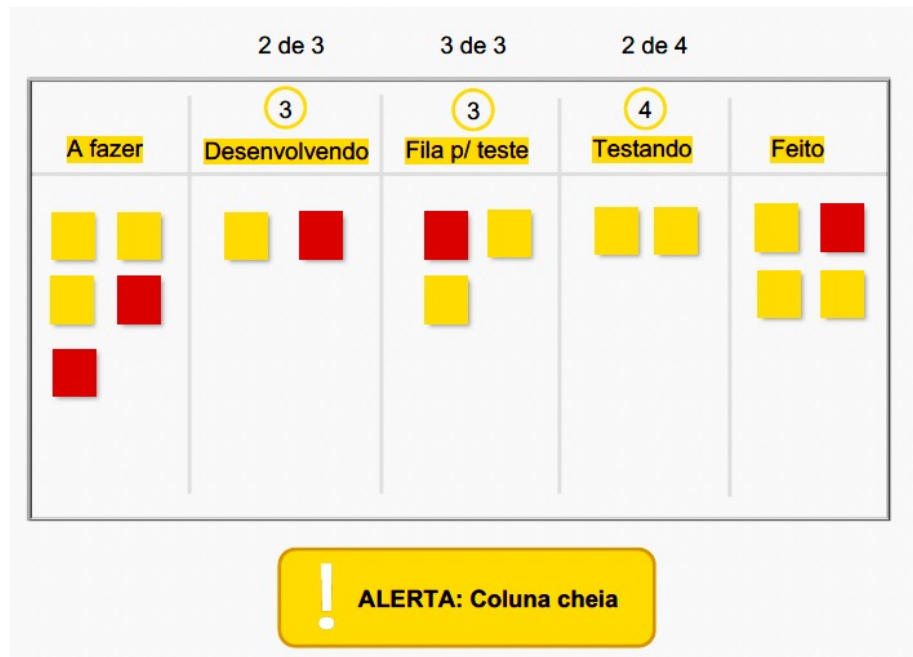 2 de 3
3 de 3
2 de 4
3
3
4
A fazer
Desenvolvendo
Fila p/ teste
Testando
Feito
! ALERTA: Coluna cheia